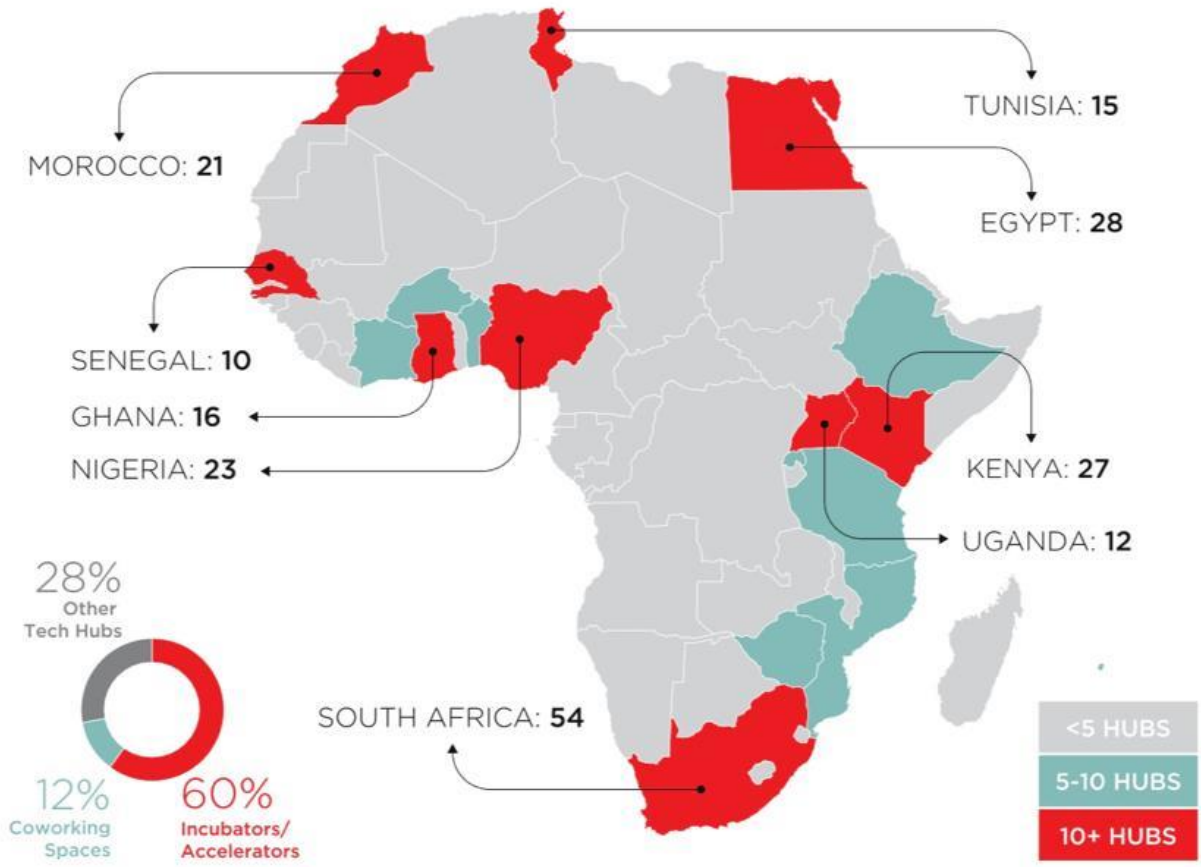 TUNISIA: 15
MOROCCO: 21
EGYPT: 28
SENEGAL: 10
GHANA: 16
NIGERIA: 23
KENYA: 27
UGANDA: 12
28%
Other
Tech Hubs
SOUTH AFRICA: 54
12%
Coworking
Spaces
60%
Incubators/
Accelerators
<5 HUBS
5-10 HUBS
10+ HUBS